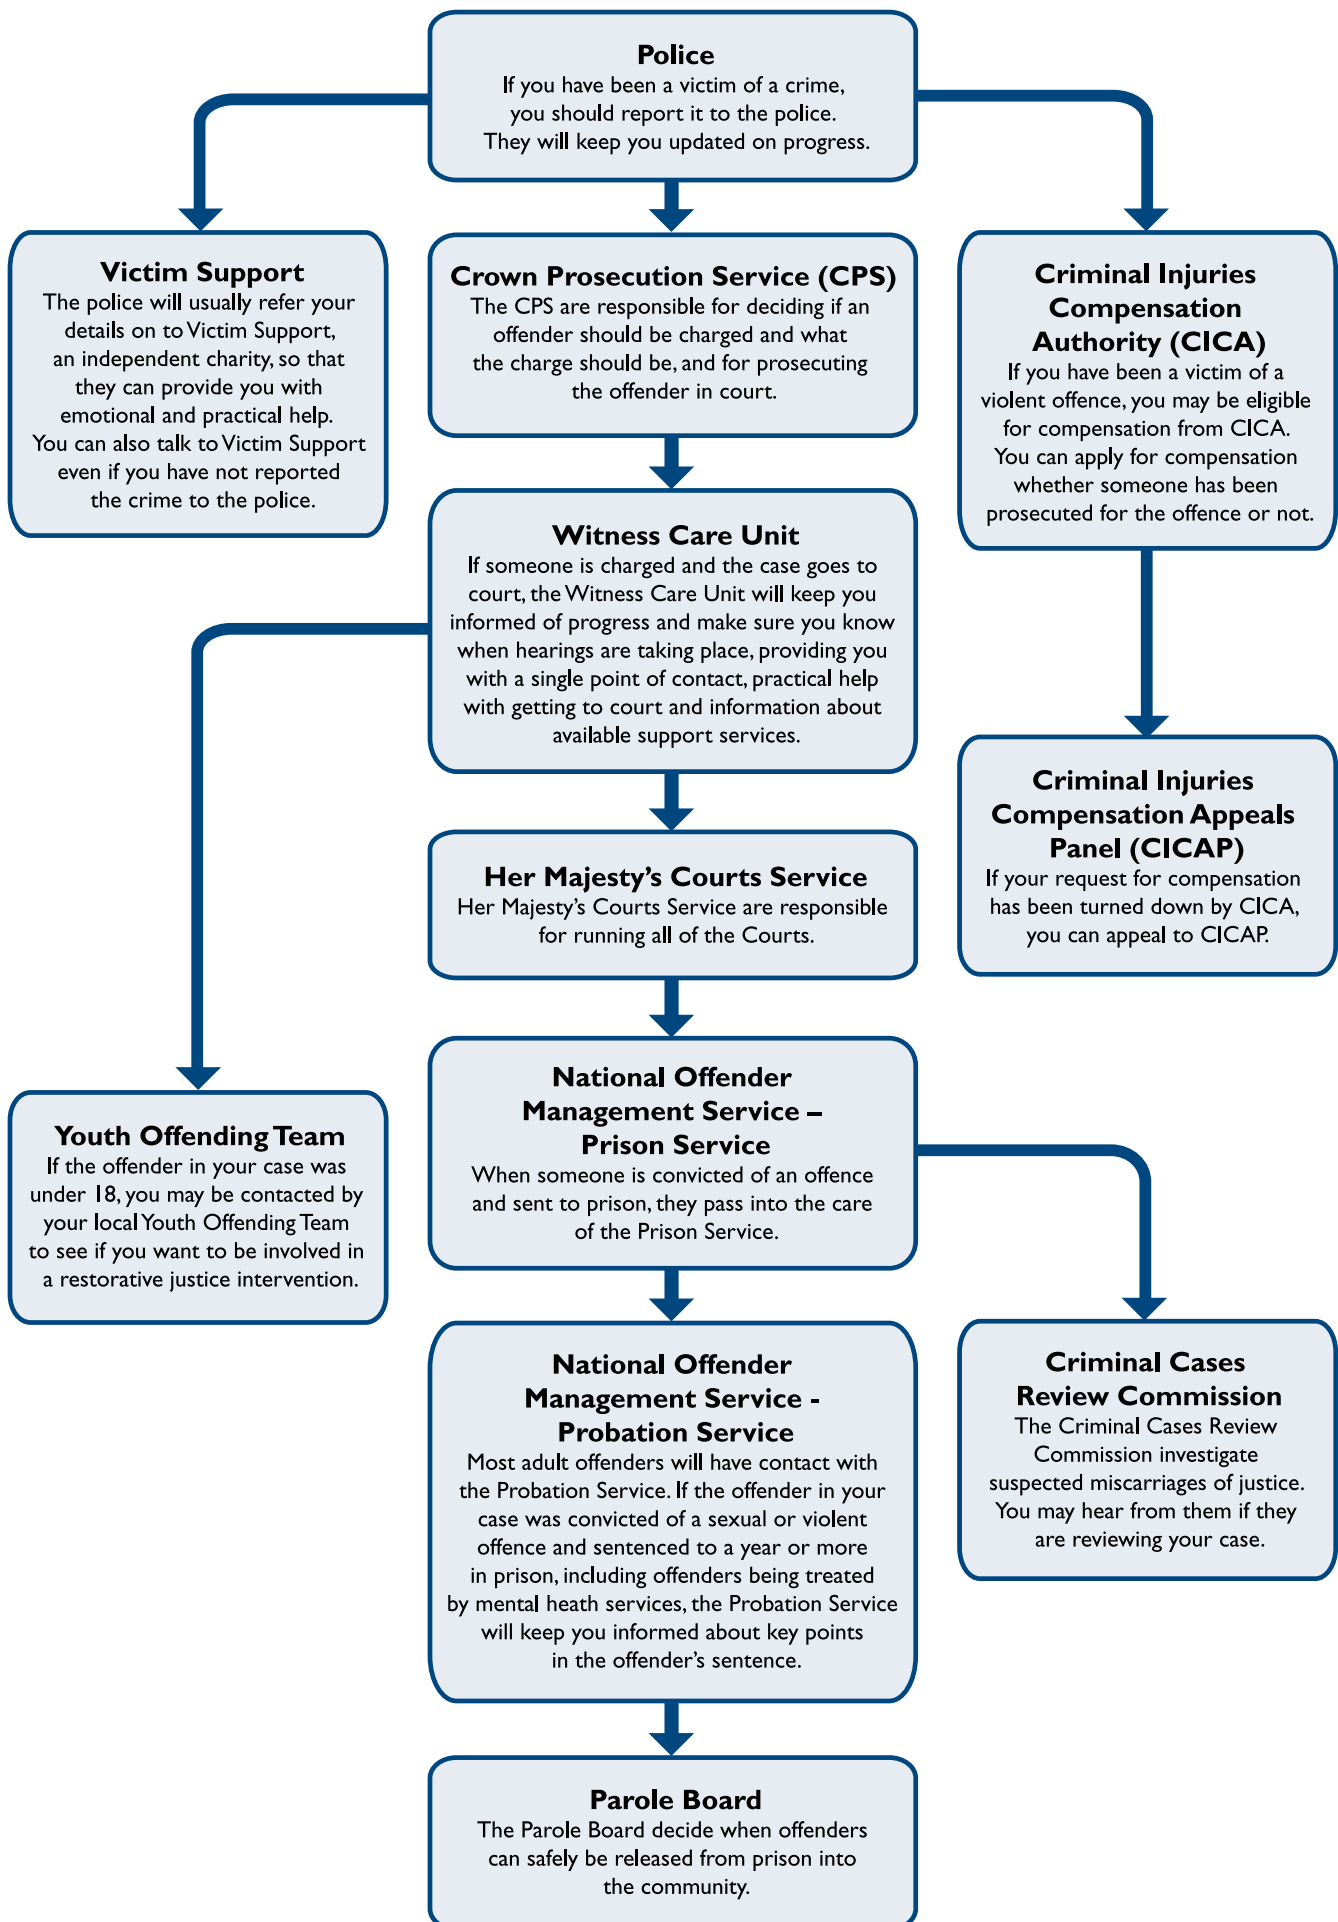 Police
If you have been a victim of a crime,
you should report it to the police.
They will keep you updated on progress.
Victim Support
The police will usually refer your
details on to Victim Support,
an independent charity, so that
they can provide you with
emotional and practical help.
You can also talk to Victim Support
even if you have not reported
the crime to the police.
Crown Prosecution Service (CPS)
The CPS are responsible for deciding if an
offender should be charged and what
the charge should be, and for prosecuting
the offender in court.
Criminal Injuries
Compensation
Authority (CICA)
If you have been a victim of a
violent offence, you may be eligible
for compensation from CICA.
You can apply for compensation
whether someone has been
prosecuted for the offence or not.
Witness Care Unit
If someone is charged and the case goes to
court, the Witness Care Unit will keep you
informed of progress and make sure you know
when hearings are taking place, providing you
with a single point of contact, practical help
with getting to court and information about
available support services.
Criminal Injuries
Compensation Appeals
Panel (CICAP)
If your request for compensation
has been turned down by CICA,
you can appeal to CICAP.
Her Majesty's Courts Service
Her Majesty's Courts Service are responsible
for running all of the Courts.
National Offender
Management Service –
Prison Service
When someone is convicted of an offence
and sent to prison, they pass into the care
of the Prison Service.
Youth Offending Team
If the offender in your case was
under 18, you may be contacted by
your local Youth Offending Team
to see if you want to be involved in
a restorative justice intervention.
National Offender
Management Service -
Probation Service
Most adult offenders will have contact with
the Probation Service. If the offender in your
case was convicted of a sexual or violent
offence and sentenced to a year or more
in prison, including offenders being treated
by mental heath services, the Probation Service
will keep you informed about key points
in the offender's sentence.
Criminal Cases
Review Commission
The Criminal Cases Review
Commission investigate
suspected miscarriages of justice.
You may hear from them if they
are reviewing your case.
Parole Board
The Parole Board decide when offenders
can safely be released from prison into
the community.